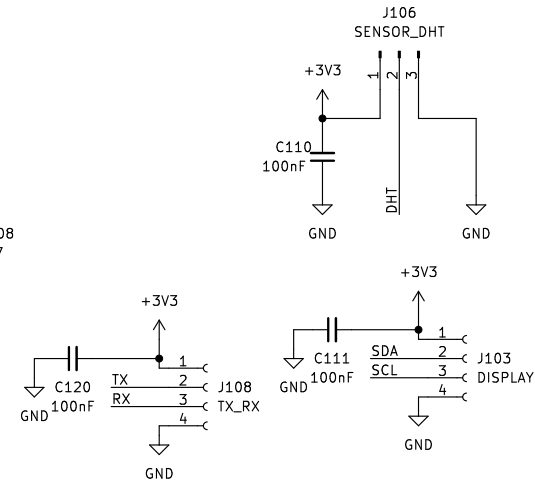 J106
SENSOR_DHT
+3V3
1
2
3
C110
100nF
DHT
GND
GND
08
+3V3
1
SDA
2
J103
SCL
3
DISPLAY
4
C111
100nF
GND
GND
+3V3
1
TX
2
J108
RX
3
TX_RX
4
C120
100nF
GND
GND